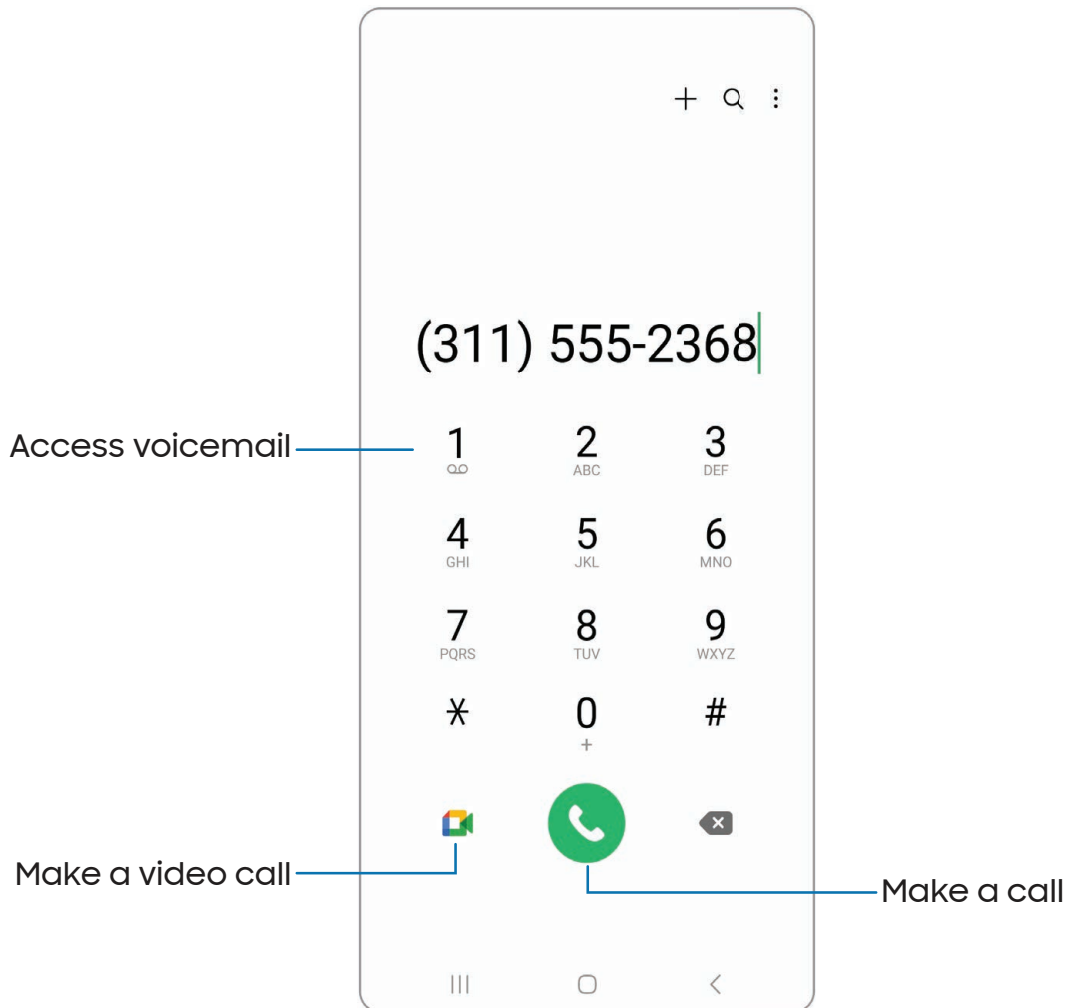 (311) 555-2368
Access voicemail
1 2 3
ABC DEF
4 5 6
GHI JKL MNO
7 8 9
PQRS TUV WXYZ
* 0 #
+
Make a video call
Make a call